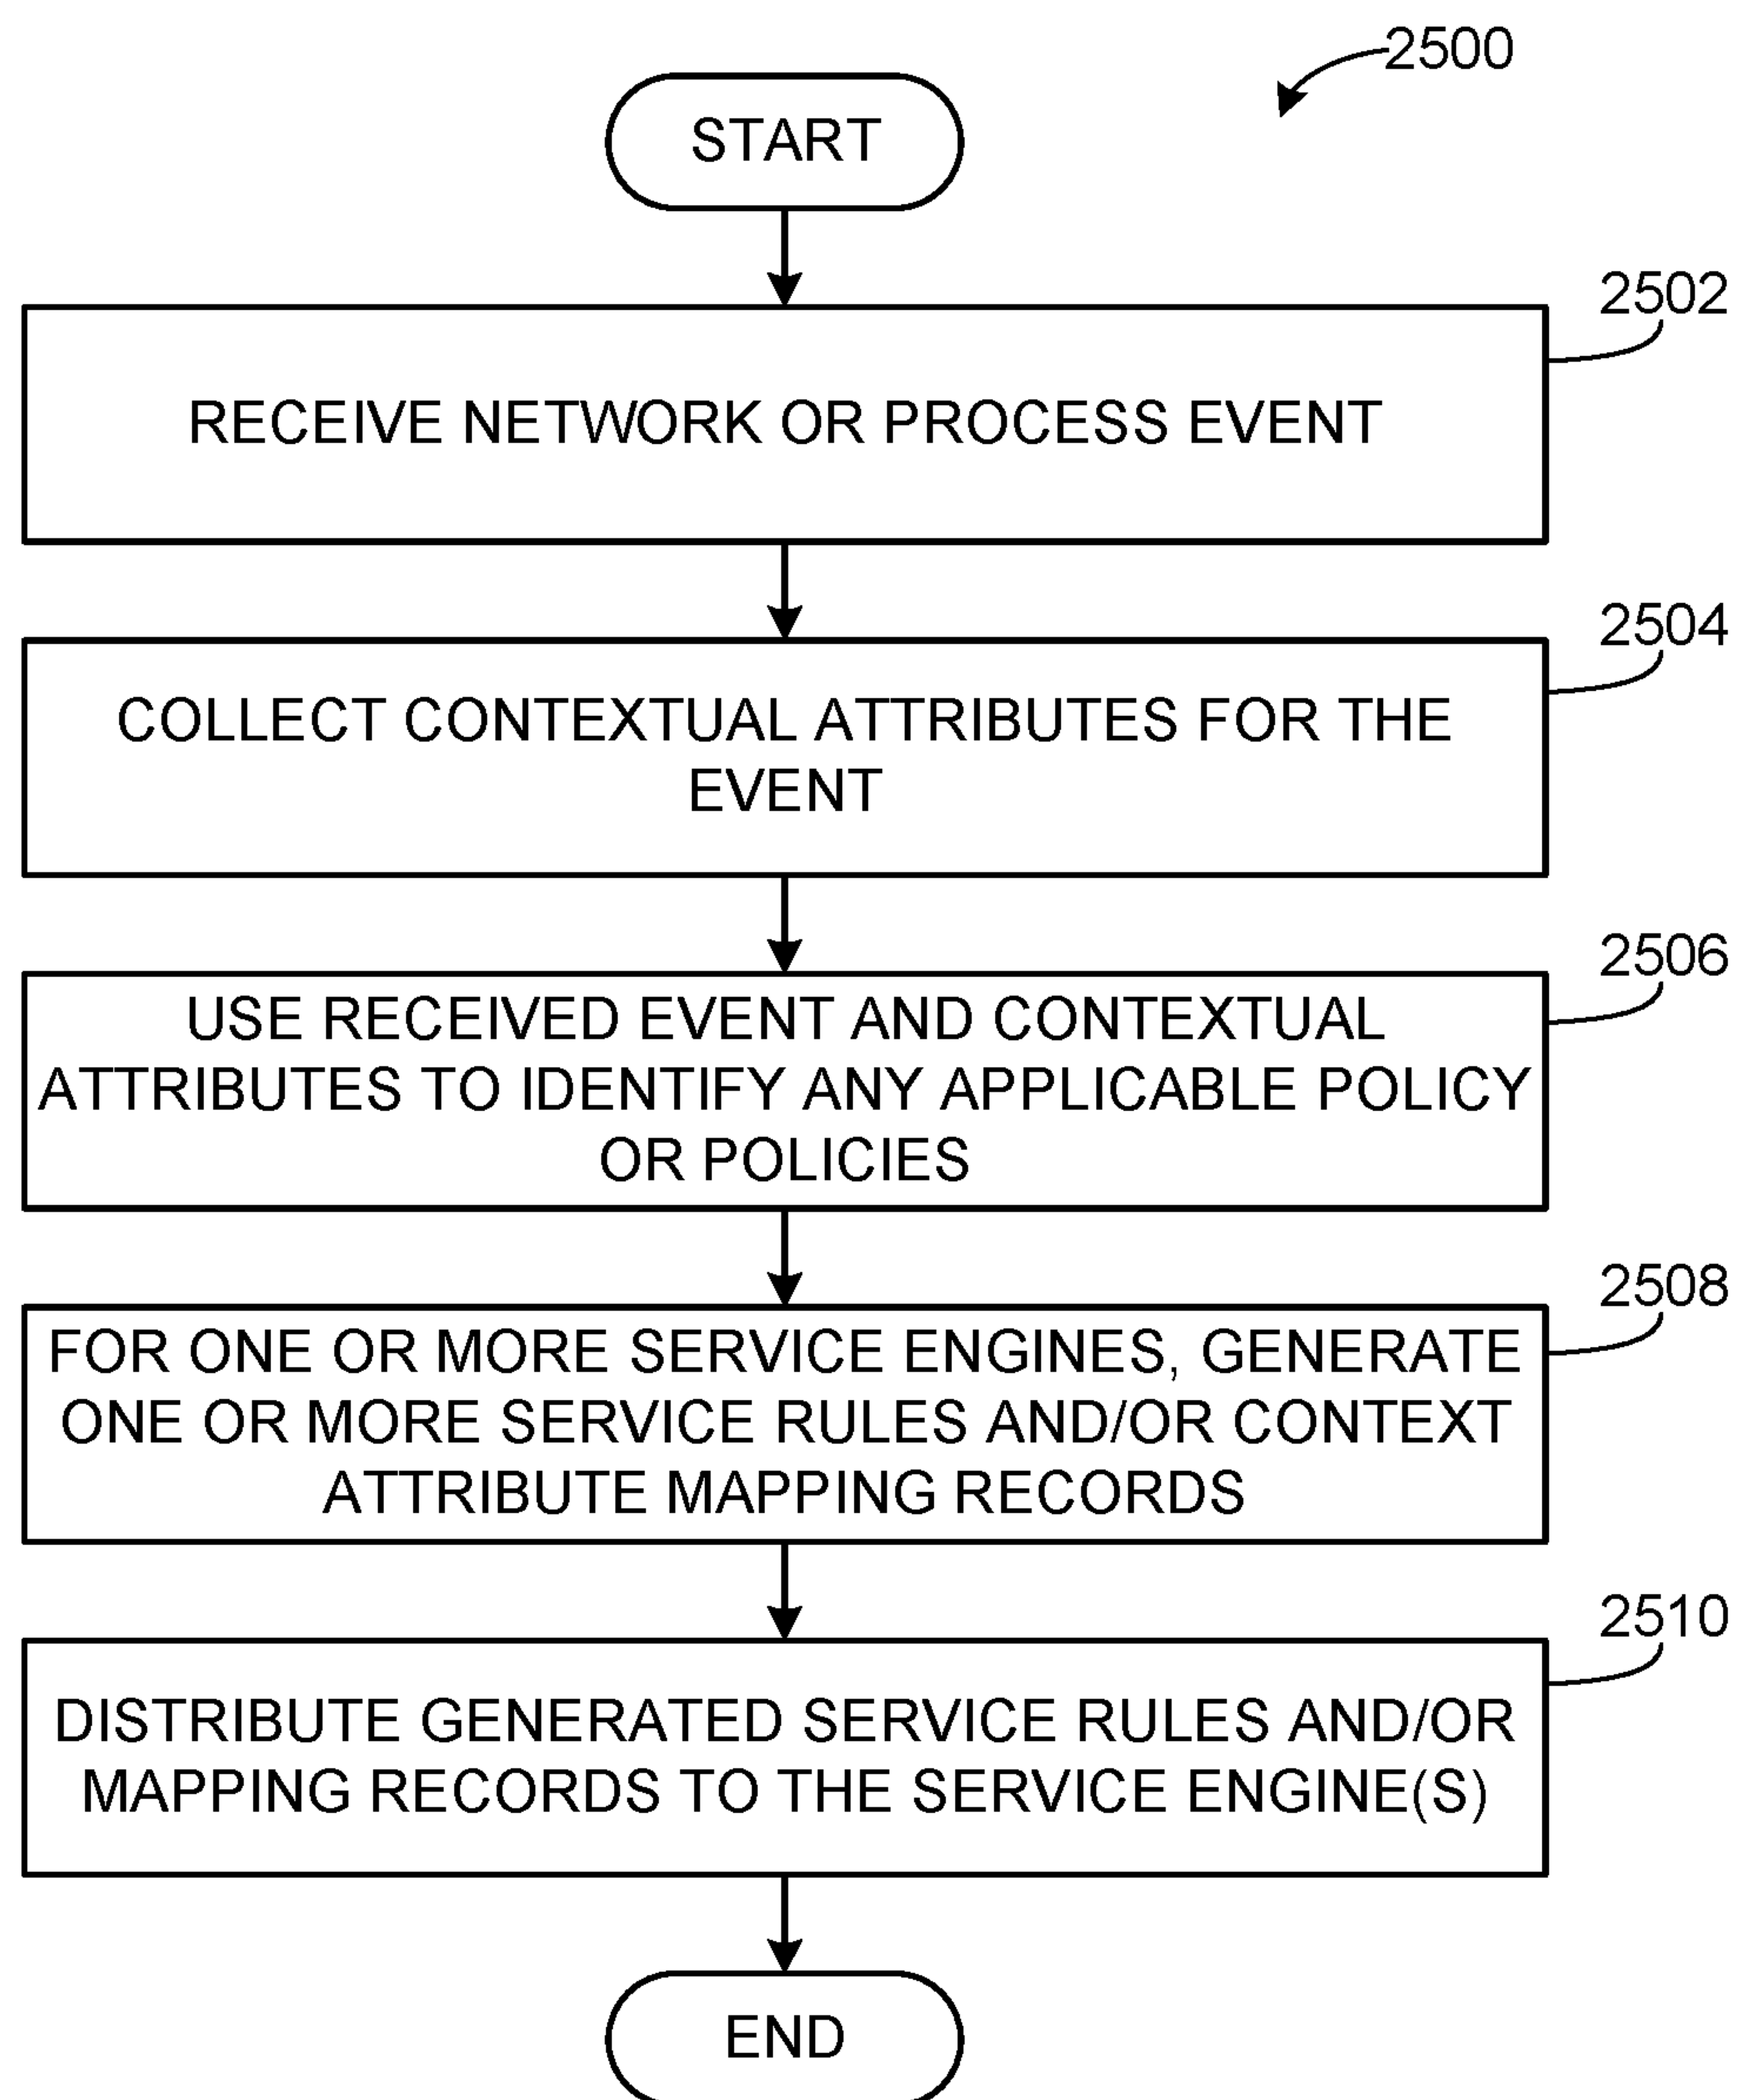 2500
START
2502
RECEIVE NETWORK OR PROCESS EVENT
2504
COLLECT CONTEXTUAL ATTRIBUTES FOR THE
EVENT
2506
USE RECEIVED EVENT AND CONTEXTUAL
ATTRIBUTES TO IDENTIFY ANY APPLICABLE POLICY
OR POLICIES
2508
FOR ONE OR MORE SERVICE ENGINES, GENERATE
ONE OR MORE SERVICE RULES AND/OR CONTEXT
ATTRIBUTE MAPPING RECORDS
2510
DISTRIBUTE GENERATED SERVICE RULES AND/OR
MAPPING RECORDS TO THE SERVICE ENGINE(S)
END